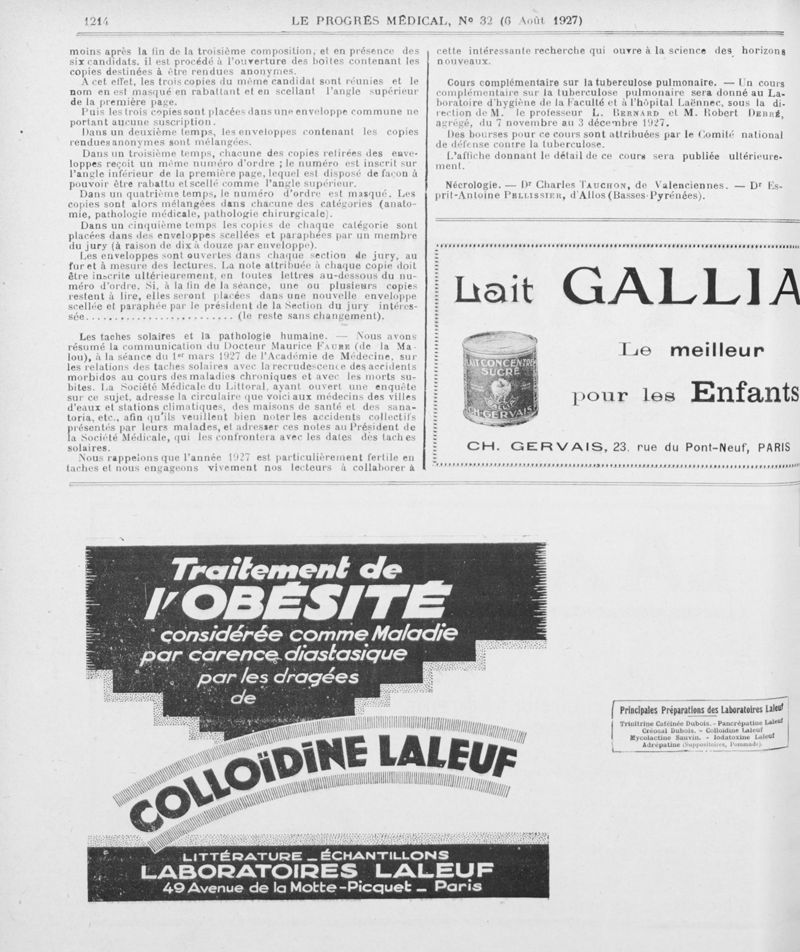 1214
LE PROGRÈS MÉDICAL, No 32 (6 Août 1927)
moins après la fin de la troisième composition, et en présence des
six candidats, il est procédé à l'ouverture des boîtes contenant les
copies destinées à être rendues anonymes.
A cet effet, les trois copies du même candidat sont réunies et le
nom en est masqué en rabattant et en scellant l'angle supérieur
de la première page.
Puis les trois copies sont placées dans une enveloppe commune ne
portant aucune suscription.
Dans un deuxième temps, les enveloppes contenant les copies
rendues anonymes sont mélangées.
Dans un troisième temps, chacune des copies retirées des enve-
loppes reçoit un même numéro d'ordre ; le numéro est inscrit sur
l'angle inférieur de la première page, lequel est disposé de façon à
pouvoir être rabattu et scellé comme l'angle supérieur.
Dans un quatrième temps, le numéro d'ordre est masqué. Les
copies sont alors mélangées dans chacune des catégories (anato-
mie, pathologie médicale, pathologie chirurgicale).
Dans un cinquième temps les copies de chaque catégorie sont
placées dans des enveloppes scellées et paraphées par un membre
du jury (à raison de dix à douze par enveloppe).
Les enveloppes sont ouvertes dans chaque section de jury, au
fur et à mesure des lectures. La note attribuée à chaque copie doit
être inscrite ultérieurement, en toutes lettres au-dessous du nu-
méro d'ordre. Si, à la fin de la séance, une ou plusieurs copies
restent à lire, elles seront placées dans une nouvelle enveloppe
scellée et paraphée par le président de la Section du jury intéres-
sée......................... (le reste sans changement).
Les taches solaires et la pathologie humaine. — Nous avons
résumé la communication du Docteur Maurice FAURE (de la Ma-
lou), à la séance du 1er mars 1927 de l'Académie de Médecine, sur
les relations des taches solaires avec la recrudescence des accidents
morbides au cours des maladies chroniques et avec les morts su-
bites. La Société Médicale du Littoral, ayant ouvert une enquête
sur ce sujet, adresse la circulaire que voici aux médecins des villes
d'eaux et stations climatiques, des maisons de santé et des sana-
toria, etc., afin qu'ils veuillent bien noter les accidents collectifs
présentés par leurs malades, et adresser ces notes au Président de
la Société Médicale, qui les confrontera avec les dates des taches
solaires.
Nous rappelons que l'année 1927 est particulièrement fertile en
taches et nous engageons vivement nos lecteurs à collaborer à
cette intéressante recherche qui ouvre à la science des horizons
nouveaux.
Cours complémentaire sur la tuberculose pulmonaire. — Un cours
complémentaire sur la tuberculose pulmonaire sera donné au La-
boratoire d'hygiène de la Faculté et à l'hôpital Laënnec, sous la di-
rection de M. le professeur L. BERNARD et M. Robert DEBRÉ,
agrégé, du 7 novembre au 3 décembre 1927.
Des bourses pour ce cours sont attribuées par le Comité national
de défense contre la tuberculose.
L'affiche donnant le détail de ce cours sera publiée ultérieure-
ment.
Nécrologie. — Dr Charles TAUCHON, de Valenciennes. — Dr Es-
prit-Antoine PELLISSIER, d'Allos (Basses-Pyrénées).
Lait GALLIA
LAIT CONCENTRÉ
SUCRÉ
CH. GERVAIS
Le meilleur
pour les Enfants
CH. GERVAIS, 23, rue du Pont-Neuf, PARIS
Traitement de
l'OBÉSITÉ
considérée comme Maladie
par carence diastasique
par les dragées
de
COLLOÏDINE LALEUF
LITTÉRATURE _ ÉCHANTILLONS
LABORATOIRES LALEUF
49 Avenue de la Motte-Picquet _ Paris
Principales Préparations des Laboratoires Laleuf
Trinitrine Caféinée Dubois. - Pancrépatine Laleuf
Créosal Dubois. - Colloïdine Laleuf
Mycolactine Sauvin. - Iodatoxine Laleuf
Adrépatine (Suppositoires, Pommade).